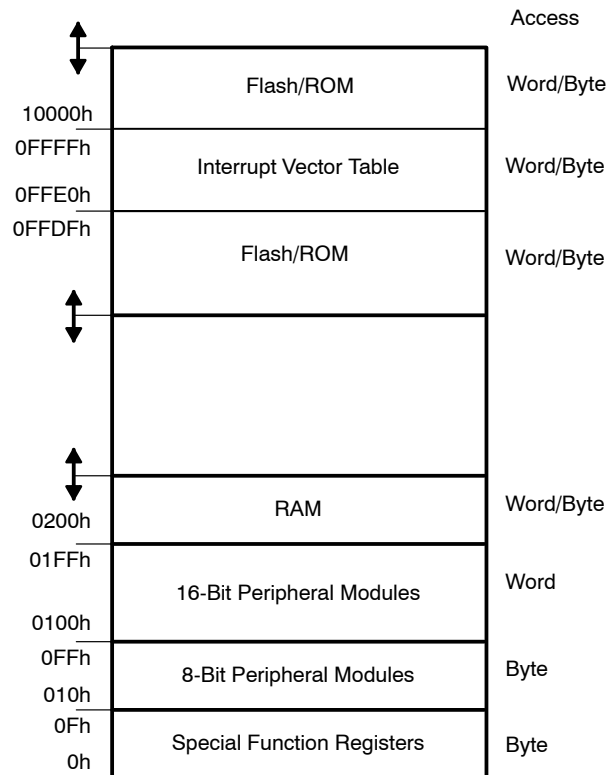 Access
Flash/ROM Word/Byte
10000h
0FFFFh
Interrupt Vector Table Word/Byte
0FFE0h
0FFDFh
Flash/ROM Word/Byte
RAM Word/Byte
0200h
01FFh
16-Bit Peripheral Modules Word
0100h
0FFh
8-Bit Peripheral Modules Byte
010h
0Fh
Special Function Registers Byte
0h